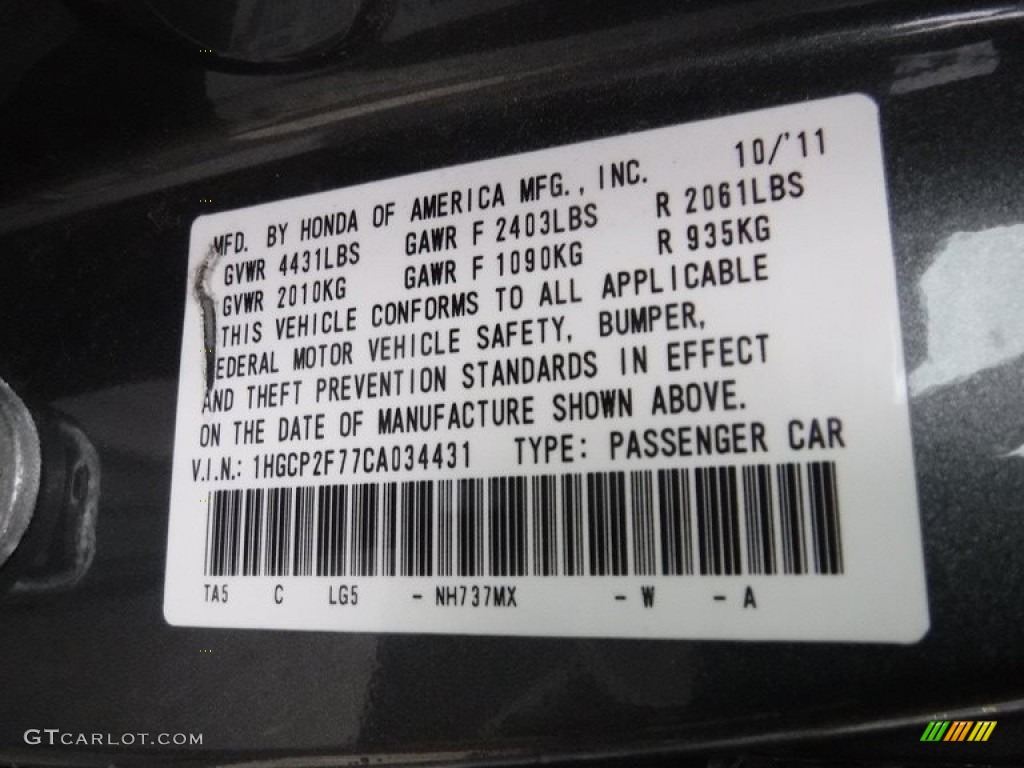 MFD. BY HONDA OF AMERICA MFG., INC. 10/'11
GVWR 4431LBS GAWR F 2403LBS R 2061LBS
GVWR 2010KG GAWR F 1090KG R 935KG
THIS VEHICLE CONFORMS TO ALL APPLICABLE
FEDERAL MOTOR VEHICLE SAFETY, BUMPER,
AND THEFT PREVENTION STANDARDS IN EFFECT
ON THE DATE OF MANUFACTURE SHOWN ABOVE.
V.I.N.: 1HGCP2F77CA034431 TYPE: PASSENGER CAR
TA5 C LG5 - NH737MX - W - A
GTCARLOT.COM